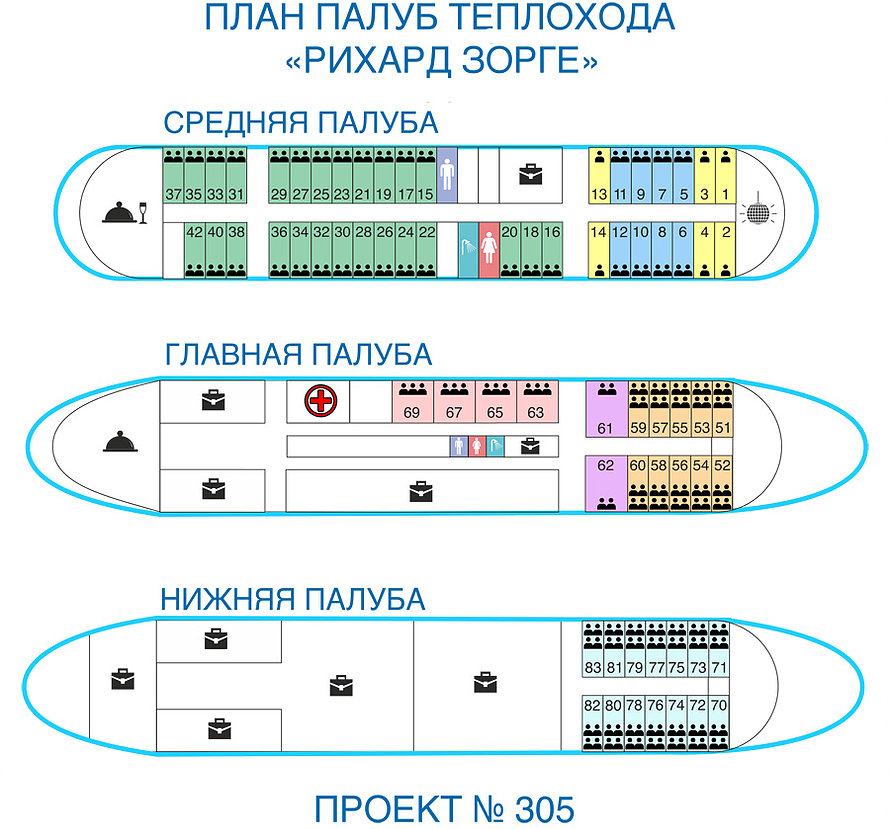 ПЛАН ПАЛУБ ТЕПЛОХОДА
«РИХАРД ЗОРГЕ»
СРЕДНЯЯ ПАЛУБА
37 35 33 31 29 27 25 23 21 19 17 15 13 11 9 7 5 3 1
42 40 38 36 34 32 30 28 26 24 22 20 18 16 14 12 10 8 6 4 2
ГЛАВНАЯ ПАЛУБА
69 67 65 63 61 59 57 55 53 51
62 60 58 56 54 52
НИЖНЯЯ ПАЛУБА
83 81 79 77 75 73 71
82 80 78 76 74 72 70
ПРОЕКТ № 305